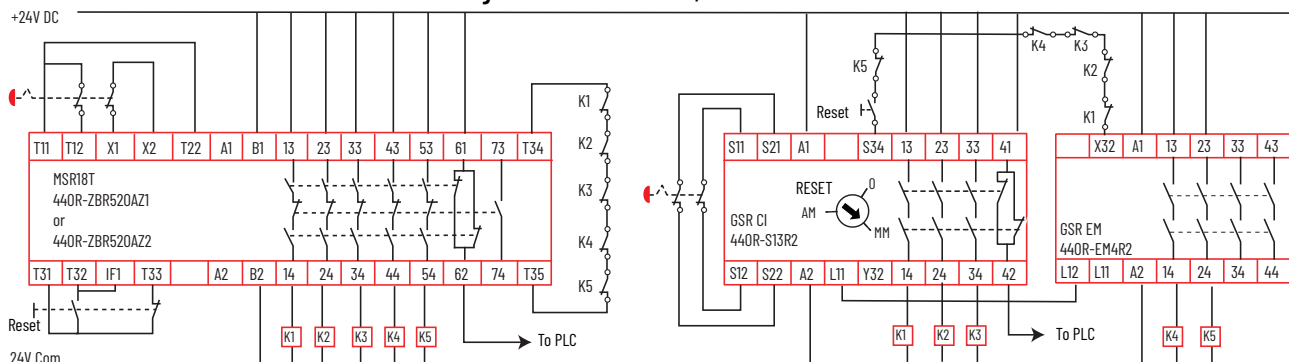 +24V DC
K4 K3
K5 K2
K1
Reset K1
K2
T11 T12 X1 X2 T22 A1 B1 13 23 33 43 53 61 73 T34
S11 S21 A1 S34 13 23 33 41
X32 A1 13 23 33 43
MSR18T
440R-ZBR520AZ1
or
440R-ZBR520AZ2
K3
K4
K5
RESET 0
AM
MM
GSR CI
440R-S13R2
GSR EM
440R-EM4R2
T31 T32 IF1 T33 A2 B2 14 24 34 44 54 62 74 T35
S12 S22 A2 L11 Y32 14 24 34 42
L12 L11 A2 14 24 34 44
Reset
K1 K2 K3 K4 K5 To PLC
K1 K2 K3 To PLC
K4 K5
24V Com